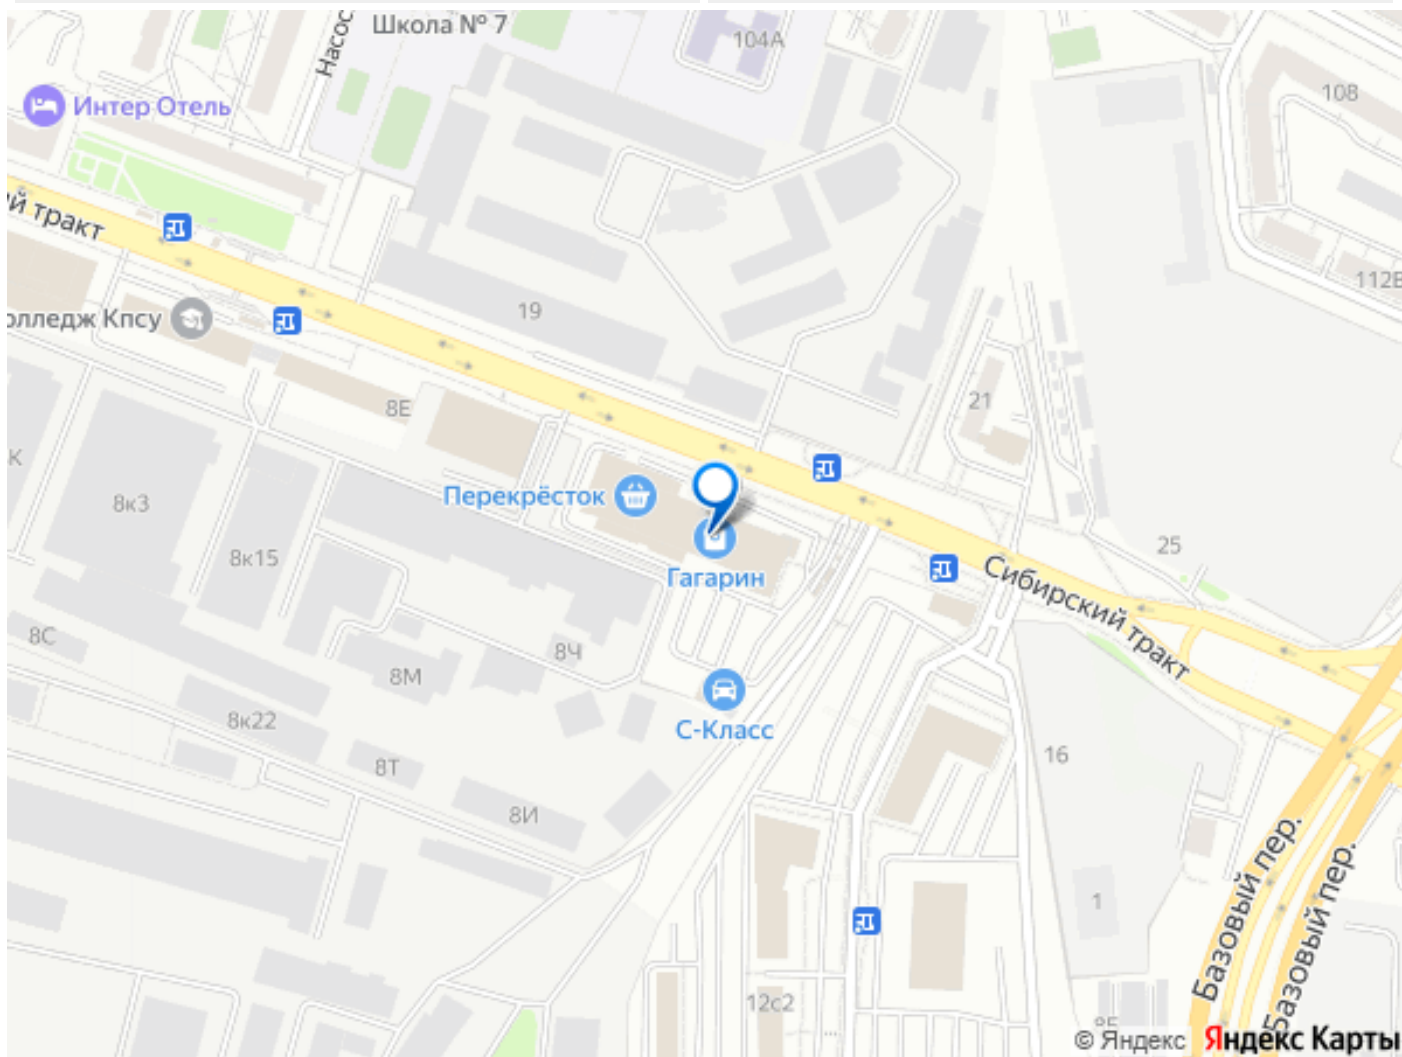 Школа № 7
104А
Насос
108
Интер Отель
й тракт
112В
19
олледж Кпсу
21
8Е
К
8к3
Перекрёсток
25
8к15
Гагарин
Сибирский тракт
8С
8Ч
8М
8к22
С-Класс
16
8Т
8И
Базовый пер.
Базовый пер.
1
12с2
© Яндекс Яндекс Карты